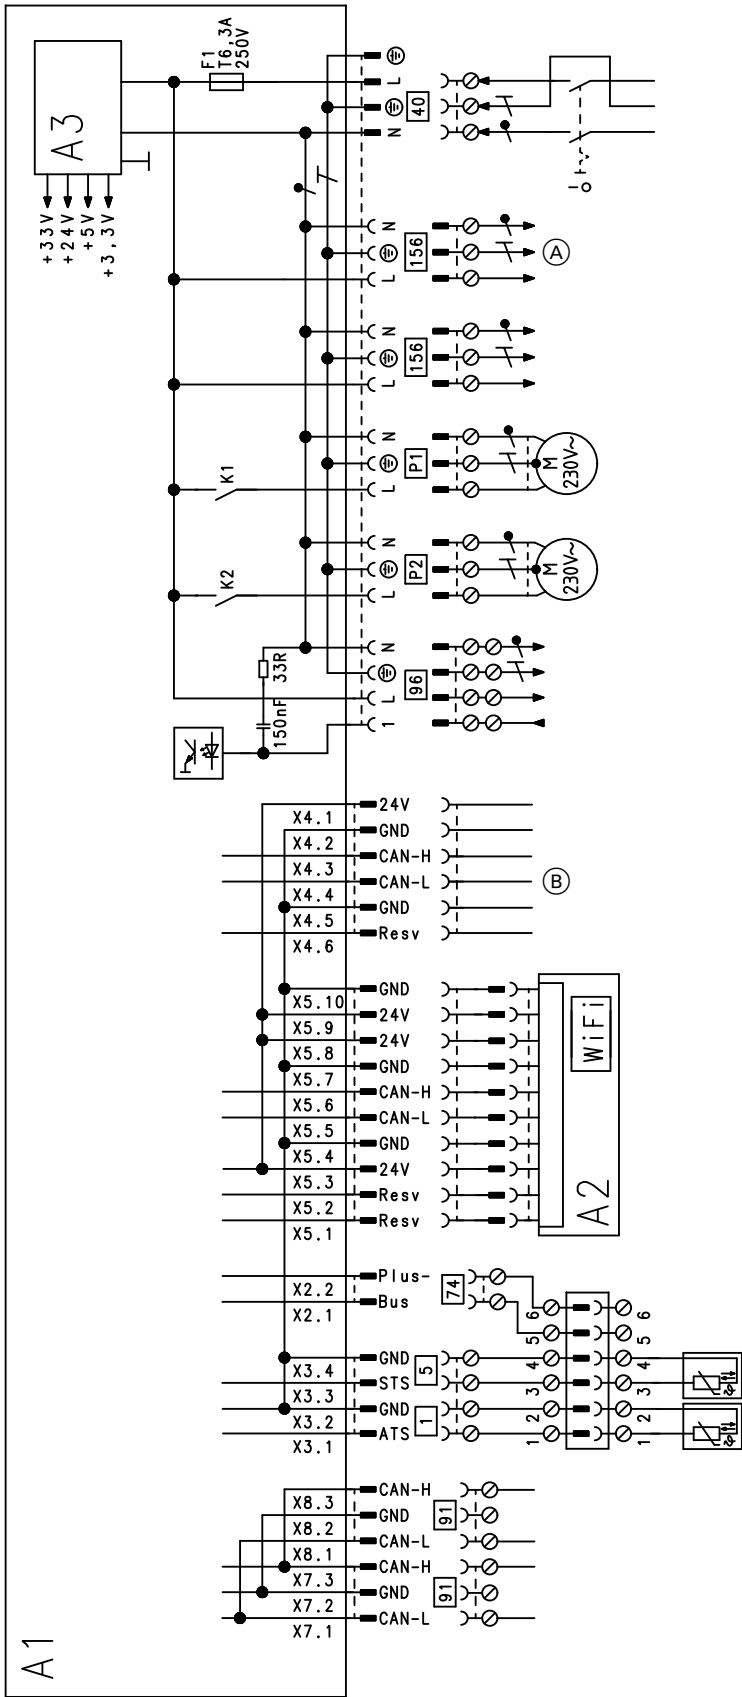 A3
+33V
+24V
+5V
+3,3V
F1
T6,3A
250V
L
40
N
N
156
L
A
N
156
L
N
P1
L
M
230V~
K1
N
P2
L
M
230V~
K2
N
96
L
1
33R
150nF
X4.1 24V
X4.2 GND
X4.3 CAN-H
X4.4 CAN-L
X4.5 GND
X4.6 Resv
B
X5.10 GND
X5.9 24V
X5.8 24V
X5.7 GND
X5.6 CAN-H
X5.5 CAN-L
X5.4 GND
X5.3 24V
X5.2 Resv
X5.1 Resv
WiFi
A2
X2.2 Plus-
X2.1 Bus
74
X3.4 GND
X3.3 STS
5
X3.2 GND
X3.1 ATS
1
6 6
5 5
4 4
3 3
2 2
1 1
X8.3 CAN-H
X8.2 GND
91
X8.1 CAN-L
X7.3 CAN-H
X7.2 GND
91
X7.1 CAN-L
A1